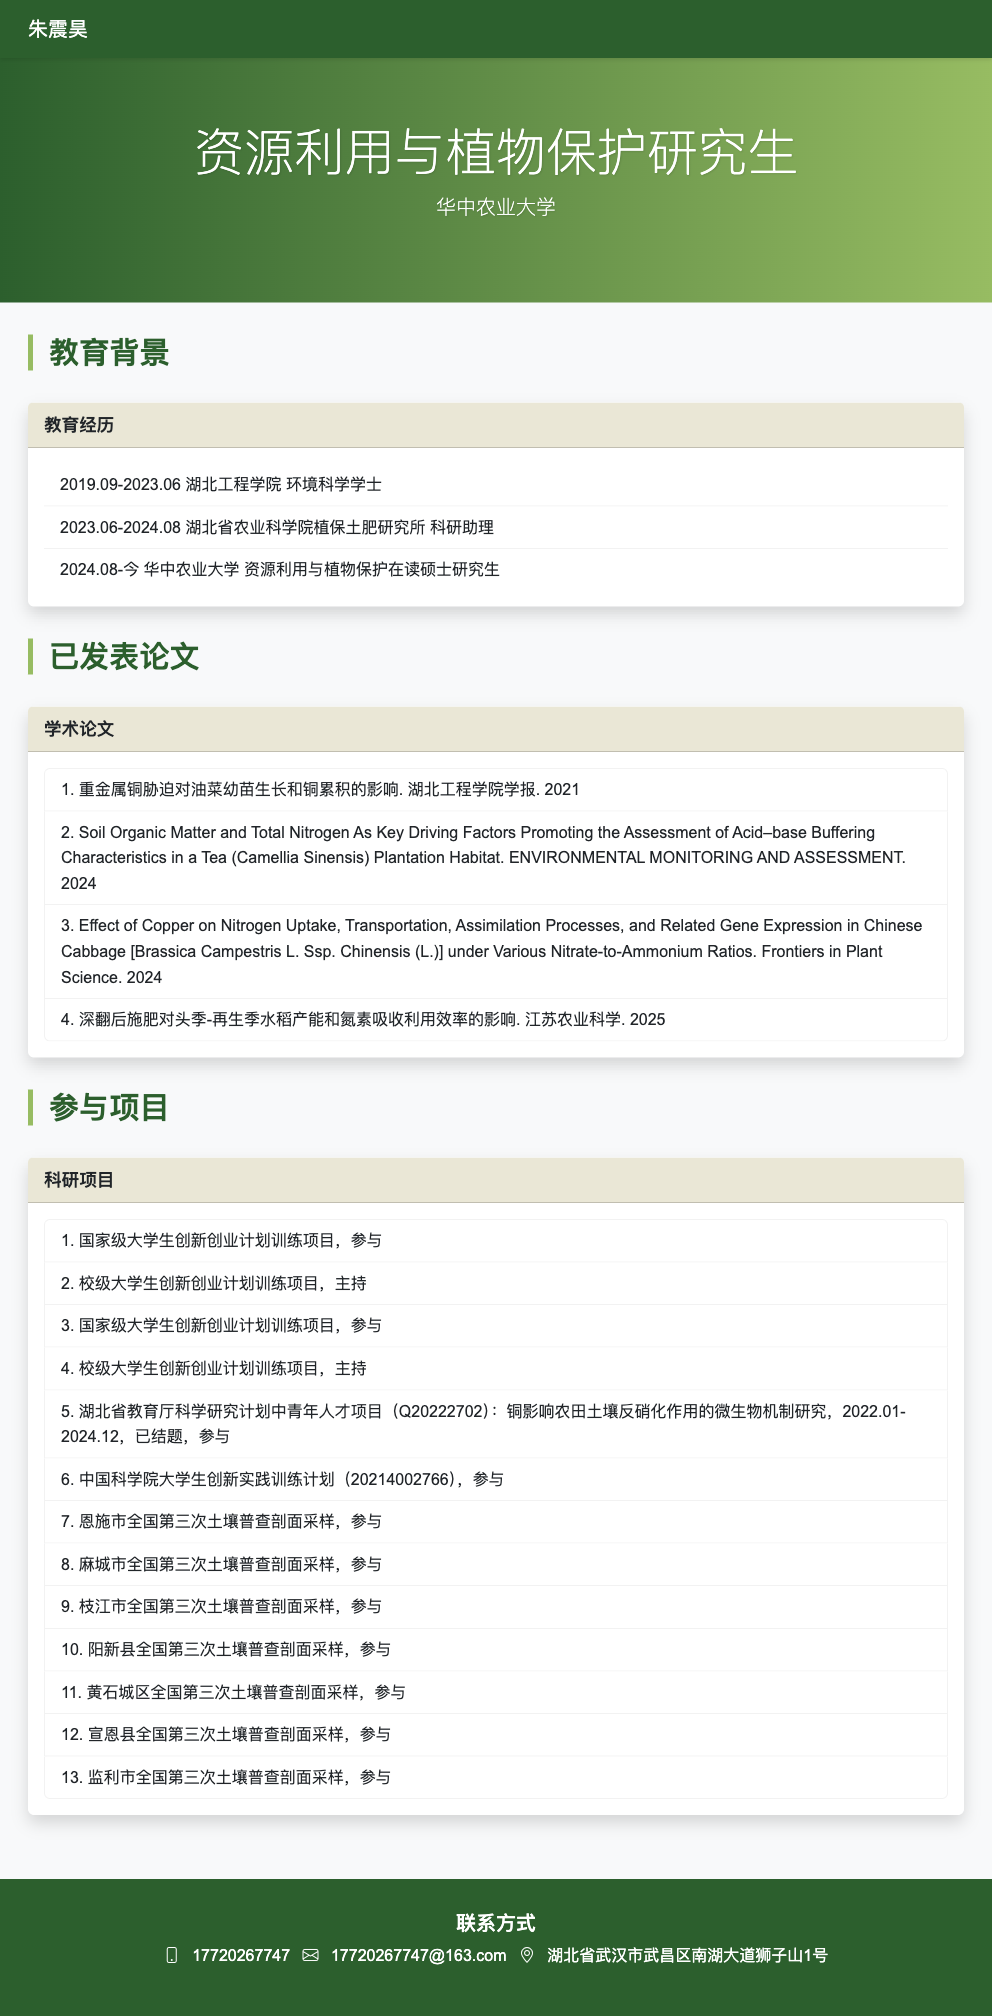 朱震昊
资源利用与植物保护研究生
华中农业大学
教育背景
教育经历
2019.09-2023.06 湖北工程学院 环境科学学士
2023.06-2024.08 湖北省农业科学院植保土肥研究所 科研助理
2024.08-今 华中农业大学 资源利用与植物保护在读硕士研究生
已发表论文
学术论文
1. 重金属铜胁迫对油菜幼苗生长和铜累积的影响. 湖北工程学院学报. 2021
2. Soil Organic Matter and Total Nitrogen As Key Driving Factors Promoting the Assessment of Acid–base Buffering
Characteristics in a Tea (Camellia Sinensis) Plantation Habitat. ENVIRONMENTAL MONITORING AND ASSESSMENT.
2024
3. Effect of Copper on Nitrogen Uptake, Transportation, Assimilation Processes, and Related Gene Expression in Chinese
Cabbage [Brassica Campestris L. Ssp. Chinensis (L.)] under Various Nitrate-to-Ammonium Ratios. Frontiers in Plant
Science. 2024
4. 深翻后施肥对头季-再生季水稻产能和氮素吸收利用效率的影响. 江苏农业科学. 2025
参与项目
科研项目
1. 国家级大学生创新创业计划训练项目，参与
2. 校级大学生创新创业计划训练项目，主持
3. 国家级大学生创新创业计划训练项目，参与
4. 校级大学生创新创业计划训练项目，主持
5. 湖北省教育厅科学研究计划中青年人才项目（Q20222702）：铜影响农田土壤反硝化作用的微生物机制研究，2022.01-
2024.12，已结题，参与
6. 中国科学院大学生创新实践训练计划（20214002766），参与
7. 恩施市全国第三次土壤普查剖面采样，参与
8. 麻城市全国第三次土壤普查剖面采样，参与
9. 枝江市全国第三次土壤普查剖面采样，参与
10. 阳新县全国第三次土壤普查剖面采样，参与
11. 黄石城区全国第三次土壤普查剖面采样，参与
12. 宣恩县全国第三次土壤普查剖面采样，参与
13. 监利市全国第三次土壤普查剖面采样，参与
联系方式
17720267747 17720267747@163.com 湖北省武汉市武昌区南湖大道狮子山1号